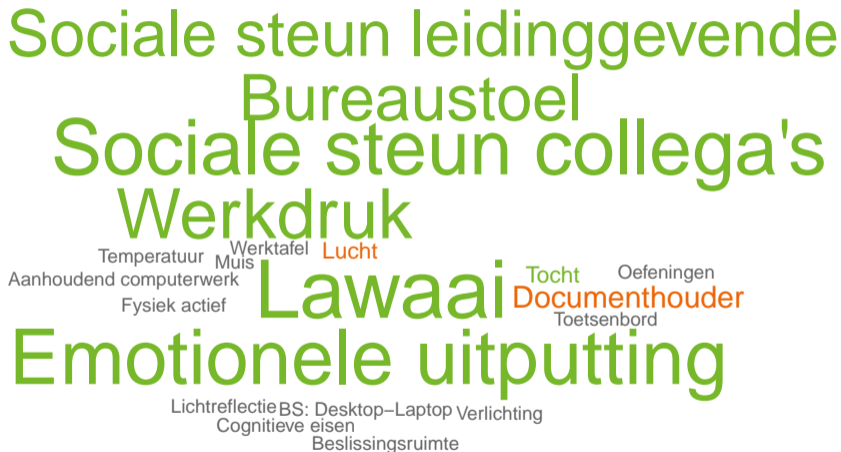 Sociale steun leidinggevende
Bureaustoel
Sociale steun collega's
Werkdruk
Temperatuur
Werktafel
Muis
Lucht
Aanhoudend computerwerk
Fysiek actief
Lawaai
Tocht
Oefeningen
Documenthouder
Toetsenbord
Emotionele uitputting
Lichtreflectie
BS: Desktop–Laptop
Verlichting
Cognitieve eisen
Beslissingsruimte